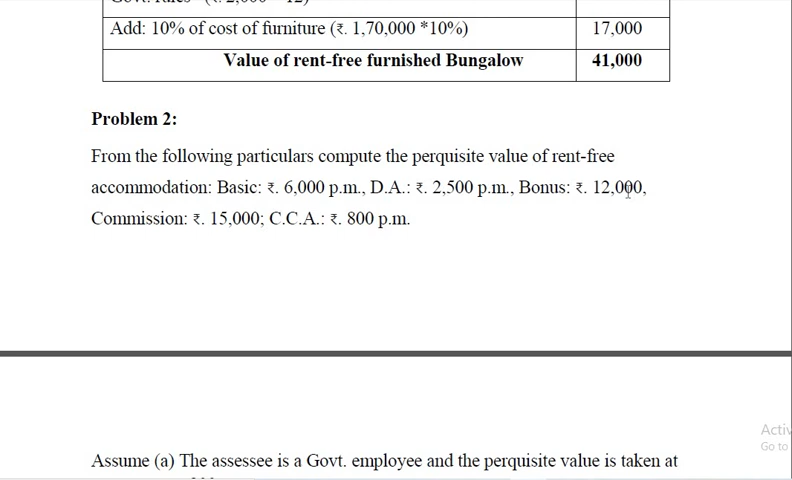 Add: 10% of cost of furniture (₹. 1,70,000 *10%) 17,000
Value of rent-free furnished Bungalow 41,000
Problem 2:
From the following particulars compute the perquisite value of rent-free
accommodation: Basic: ₹. 6,000 p.m., D.A.: ₹. 2,500 p.m., Bonus: ₹. 12,000,
Commission: ₹. 15,000; C.C.A.: ₹. 800 p.m.
Activ
Go to
Assume (a) The assessee is a Govt. employee and the perquisite value is taken at